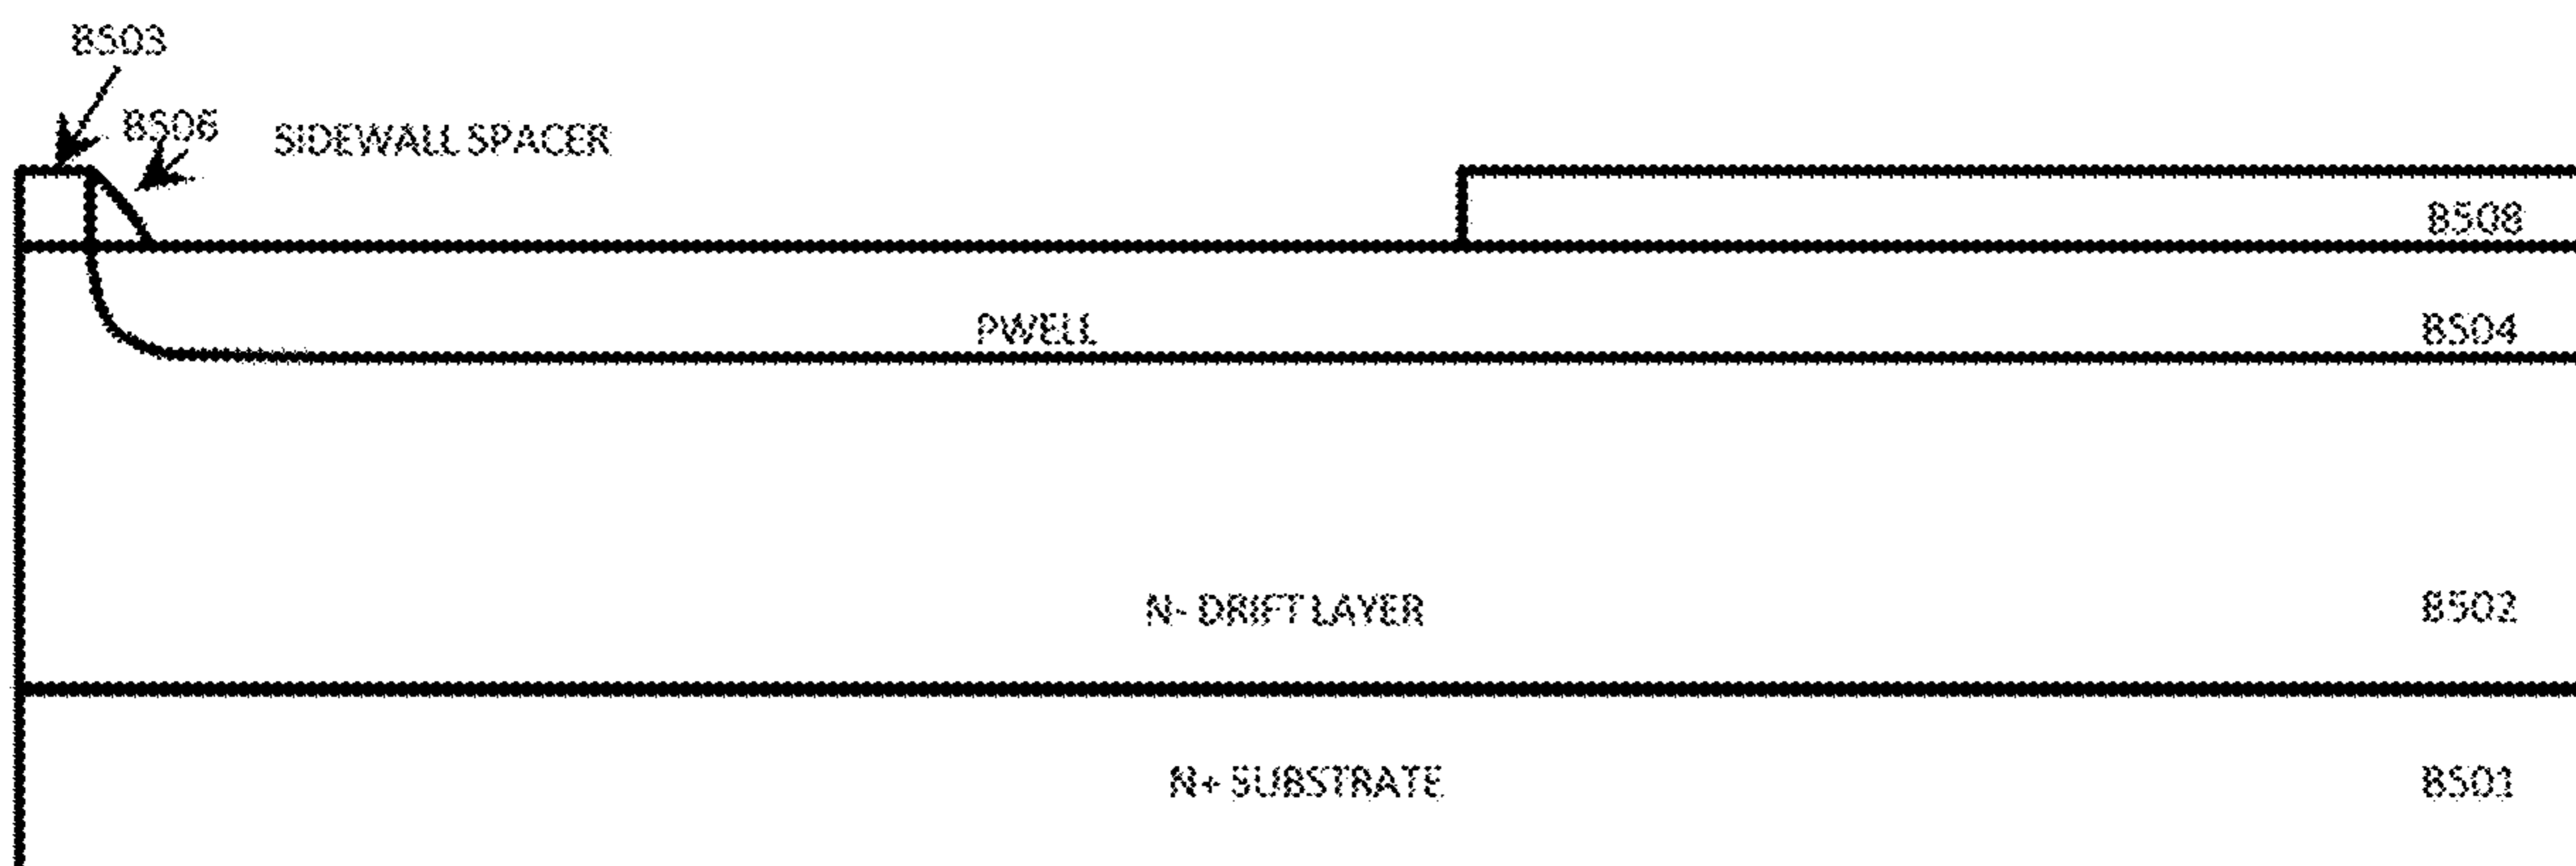 8503
8506
SIDEWALL SPACER
8508
PWELL
8504
N- DRIFT LAYER
8502
N+ SUBSTRATE
8501